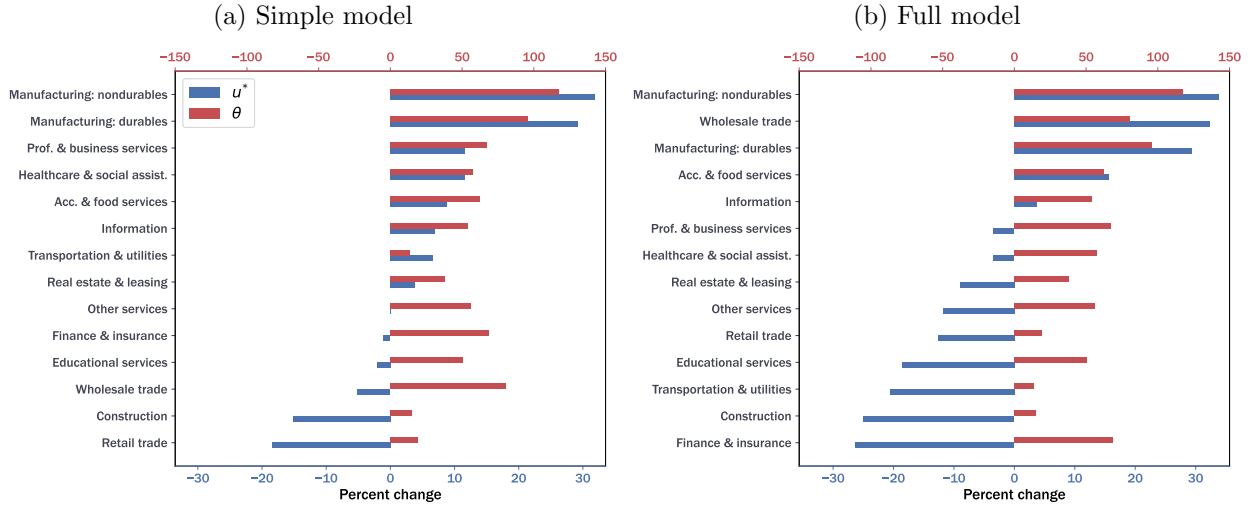 (a) Simple model
−150 −100 −50 0 50 100 150
u*
θ
Manufacturing: nondurables
Manufacturing: durables
Prof. & business services
Healthcare & social assist.
Acc. & food services
Information
Transportation & utilities
Real estate & leasing
Other services
Finance & insurance
Educational services
Wholesale trade
Construction
Retail trade
−30 −20 −10 0 10 20 30
Percent change
(b) Full model
−150 −100 −50 0 50 100 150
Manufacturing: nondurables
Wholesale trade
Manufacturing: durables
Acc. & food services
Information
Prof. & business services
Healthcare & social assist.
Real estate & leasing
Other services
Retail trade
Educational services
Transportation & utilities
Construction
Finance & insurance
−30 −20 −10 0 10 20 30
Percent change